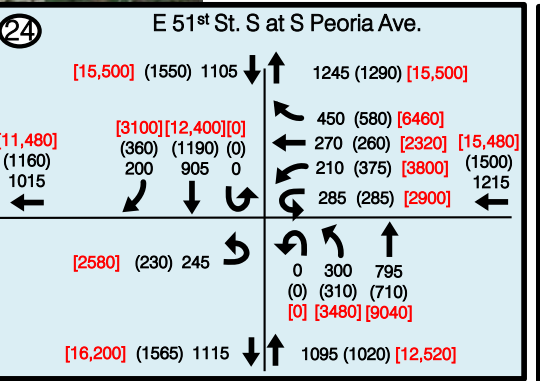 24
E 51st St. S at S Peoria Ave.
[15,500] (1550) 1105
1245 (1290) [15,500]
450 (580) [6460]
[3100] [12,400] [0]
270 (260) [2320]
[15,480]
11,480]
(360) (1190) (0)
(1160)
200 905 0
(1500)
210 (375) [3800]
1015
1215
285 (285) [2900]
[2580] (230) 245
0 300 795
(0) (310) (710)
[0] [3480] [9040]
[16,200] (1565) 1115
1095 (1020) [12,520]